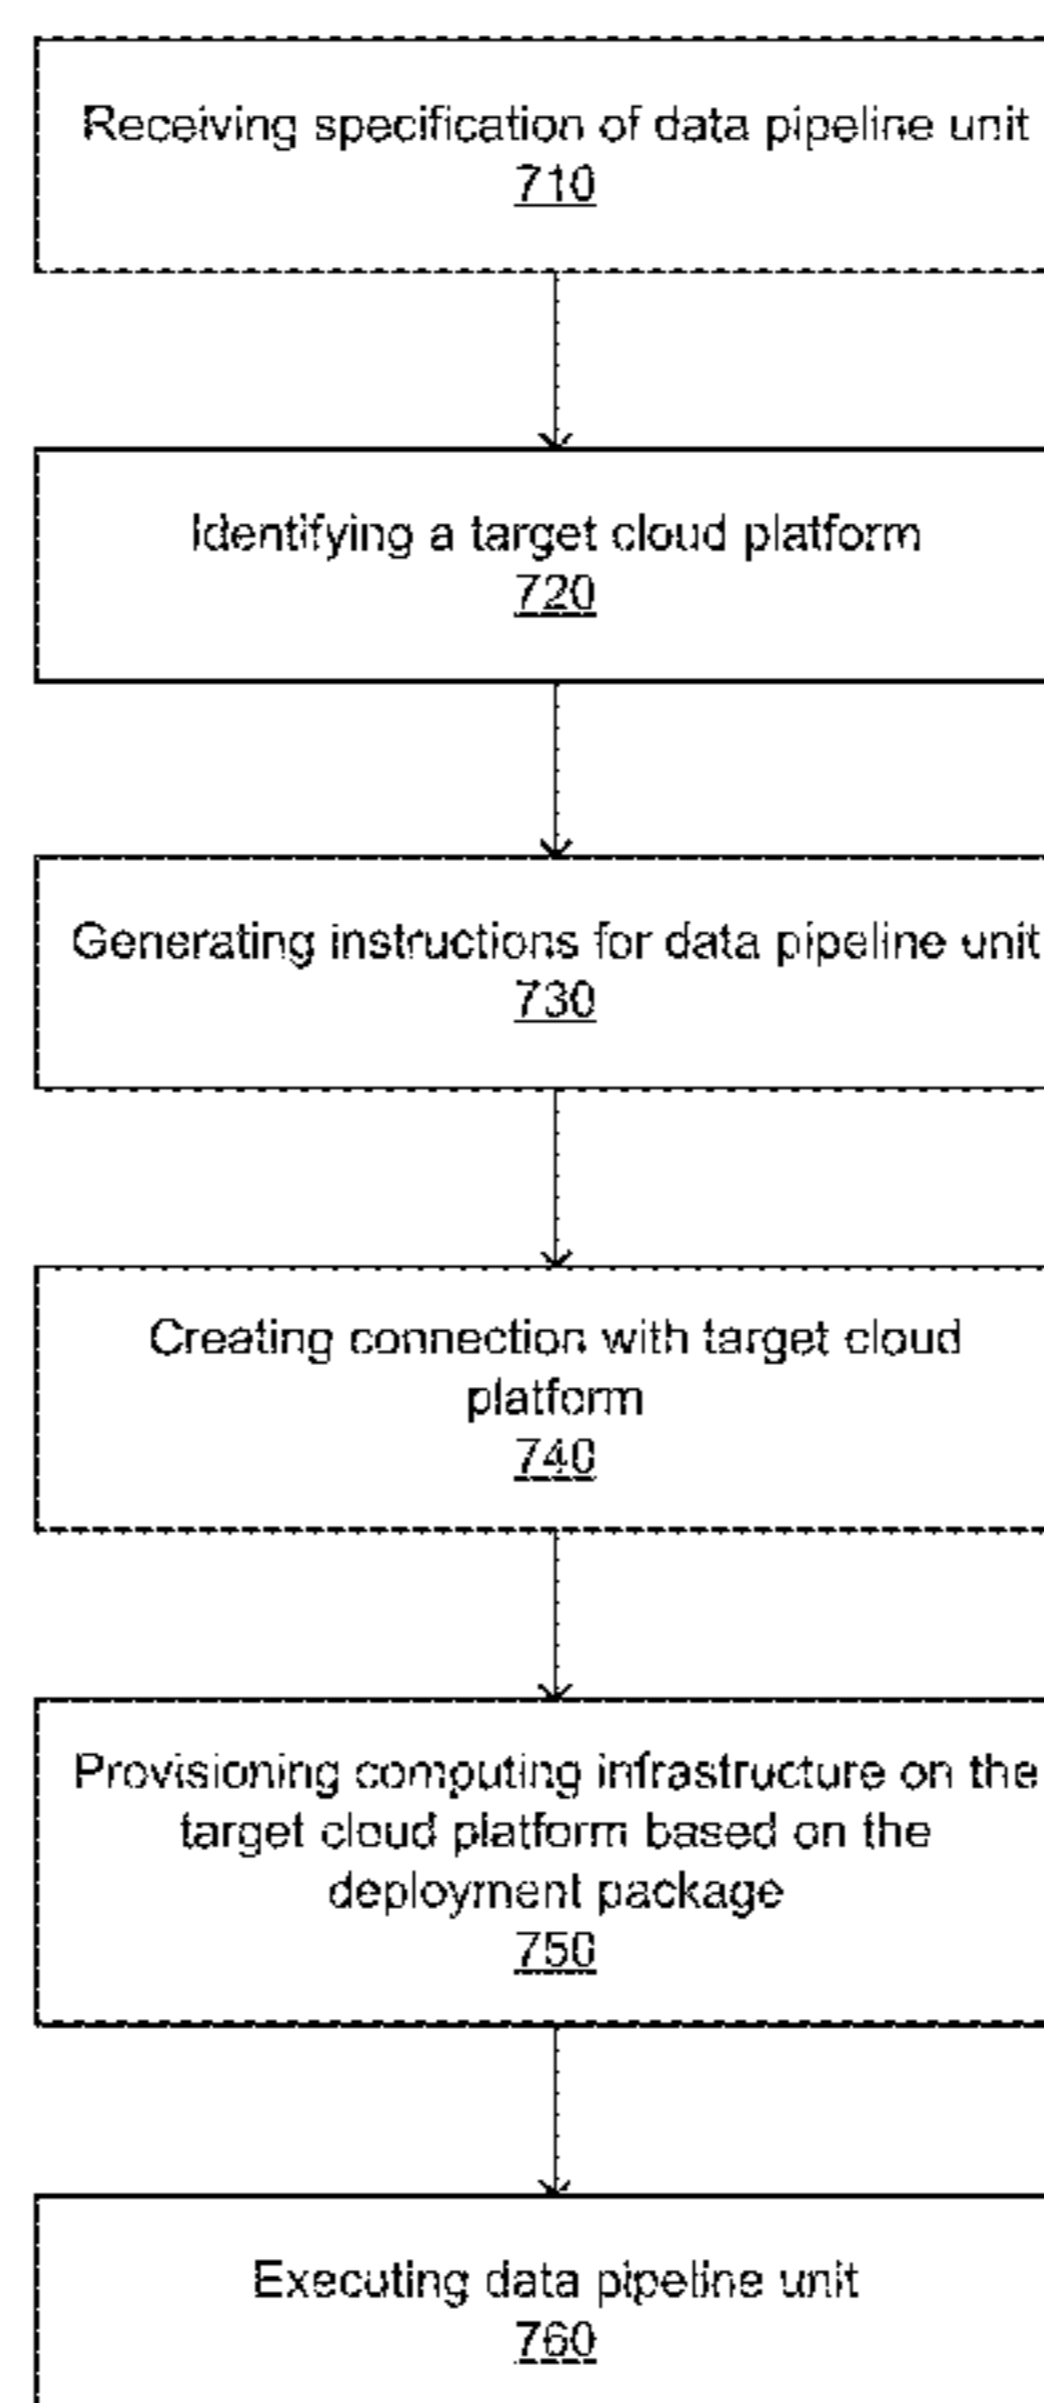 Receiving specification of data pipeline unit
710
Identifying a target cloud platform
720
Generating instructions for data pipeline unit
730
Creating connection with target cloud
platform
740
Provisioning computing infrastructure on the
target cloud platform based on the
deployment package
750
Executing data pipeline unit
760